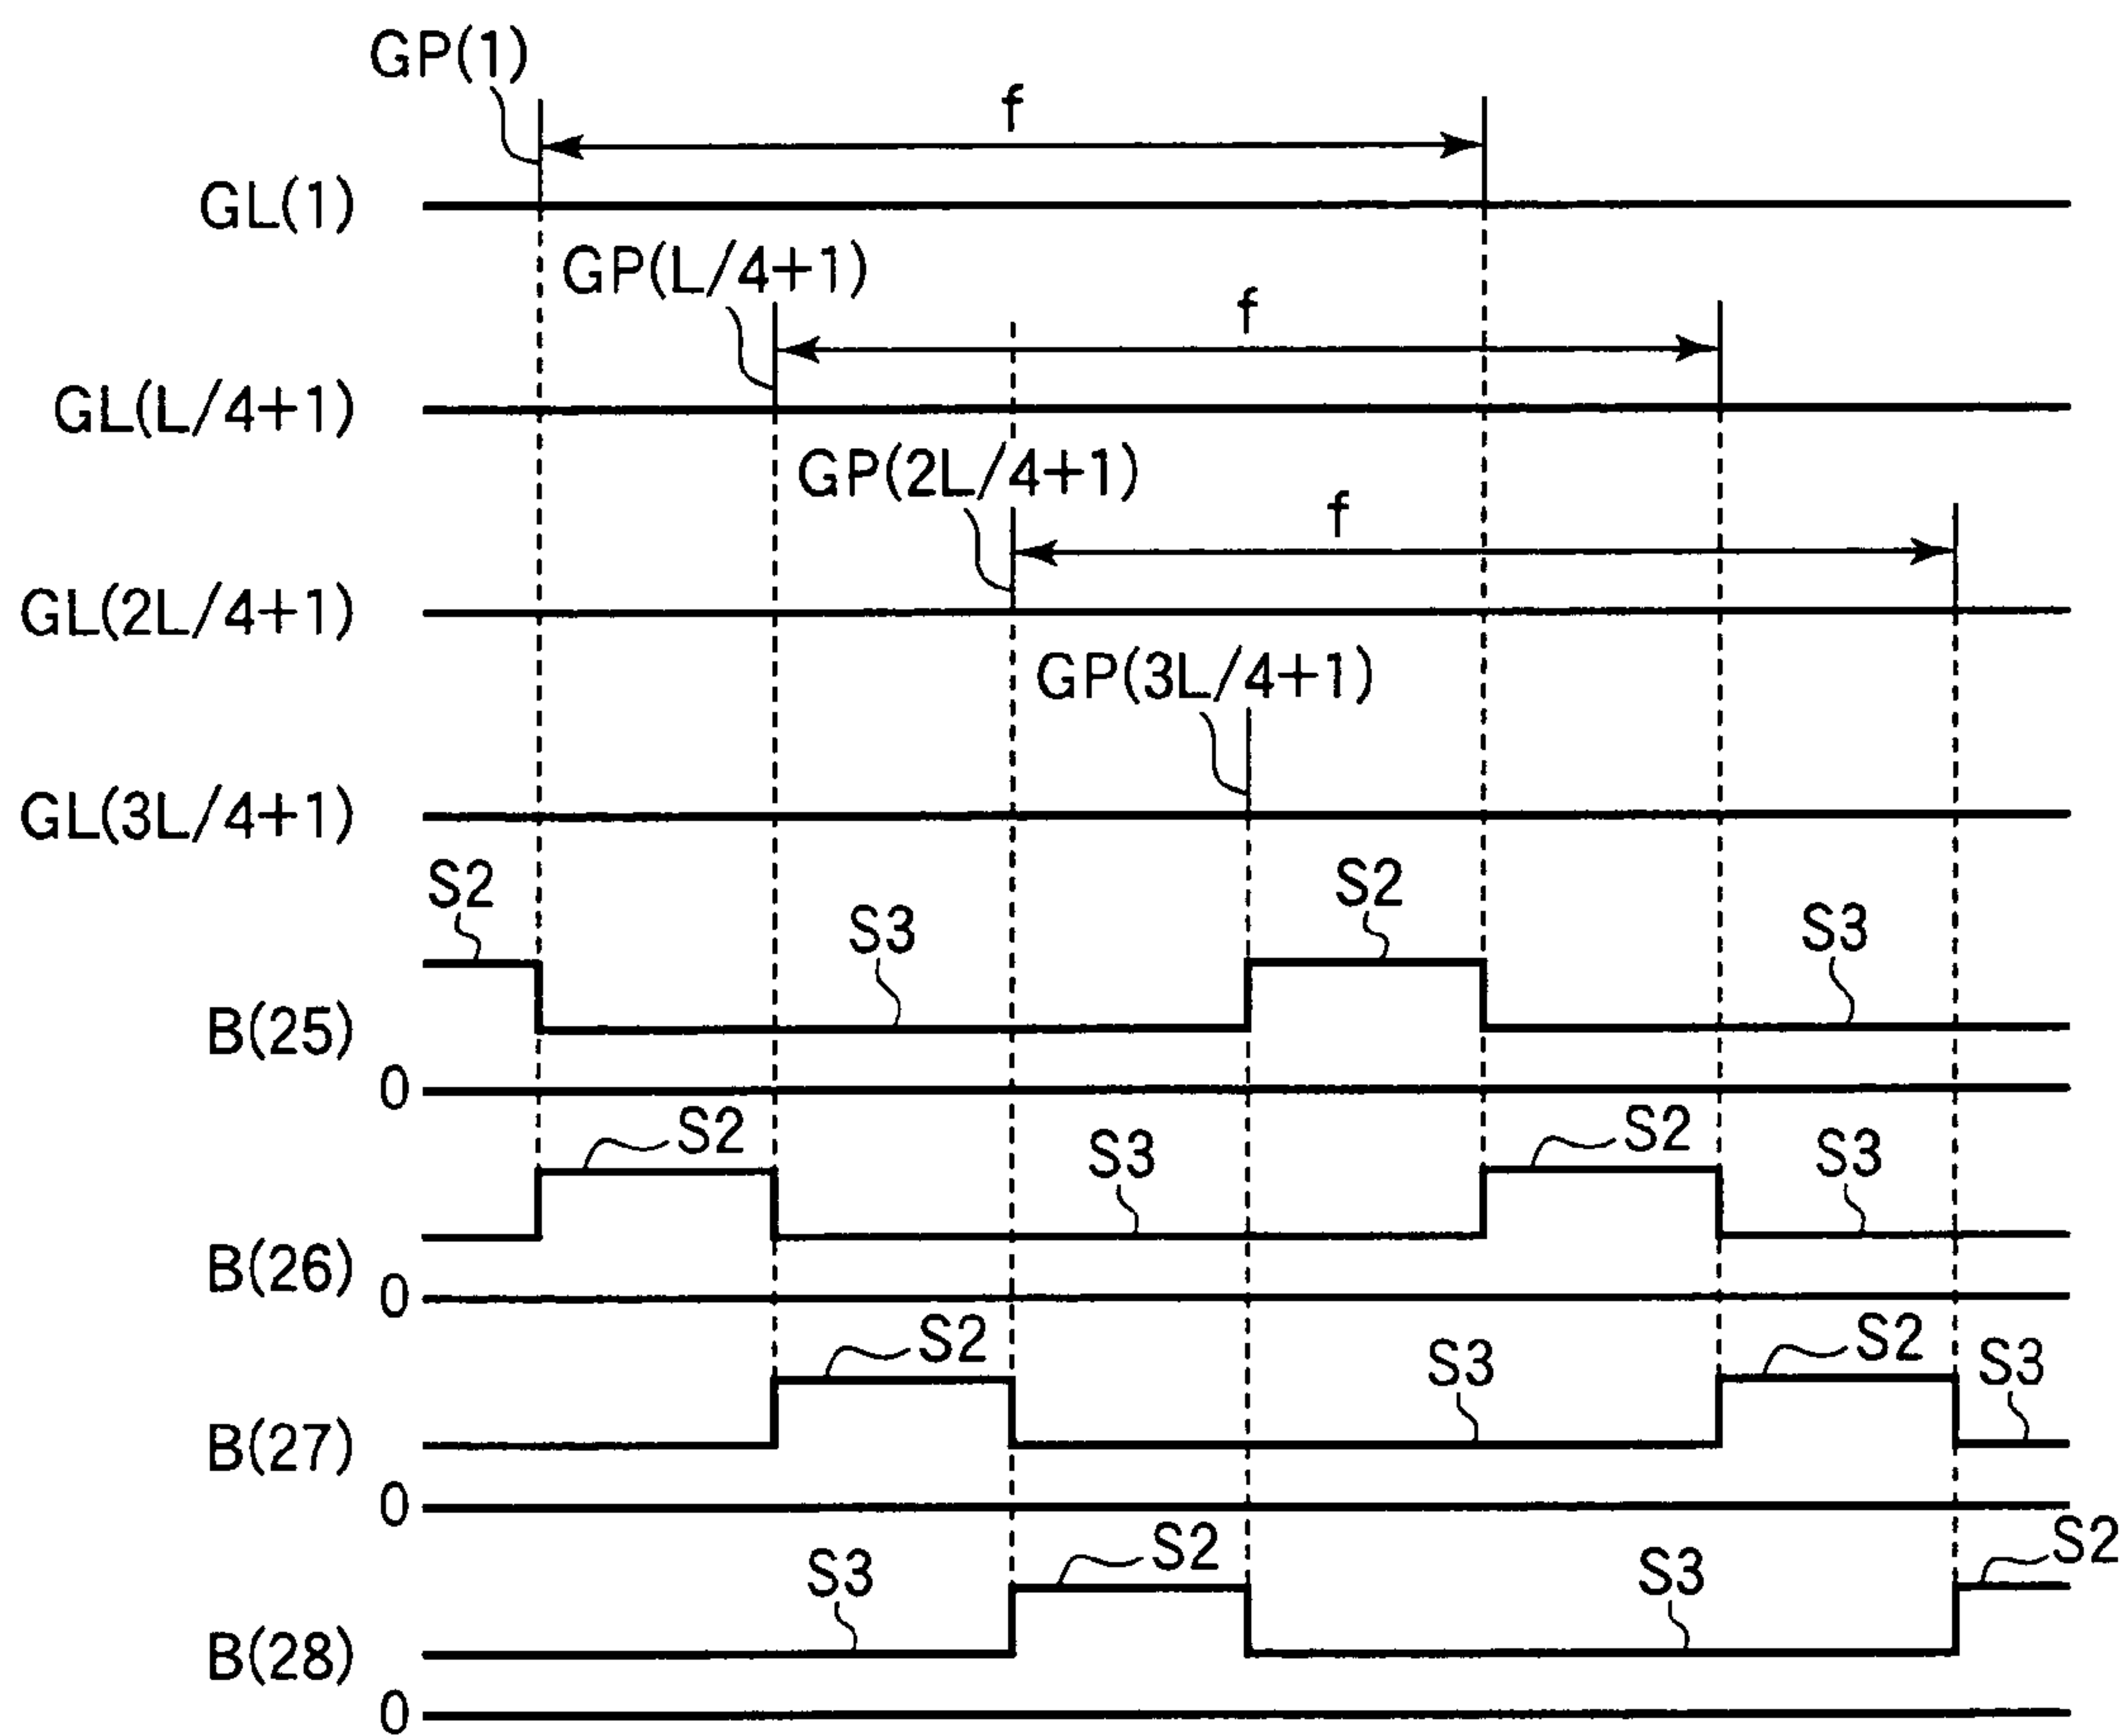 GP(1)
f
GL(1)
GP(L/4+1)
f
GL(L/4+1)
GP(2L/4+1)
f
GL(2L/4+1)
GP(3L/4+1)
GL(3L/4+1)
S2
S3
S2
S3
B(25)
0
S2
S3
S2
S3
B(26)
0
S2
S3
S2
S3
B(27)
0
S3
S2
S3
S2
B(28)
0